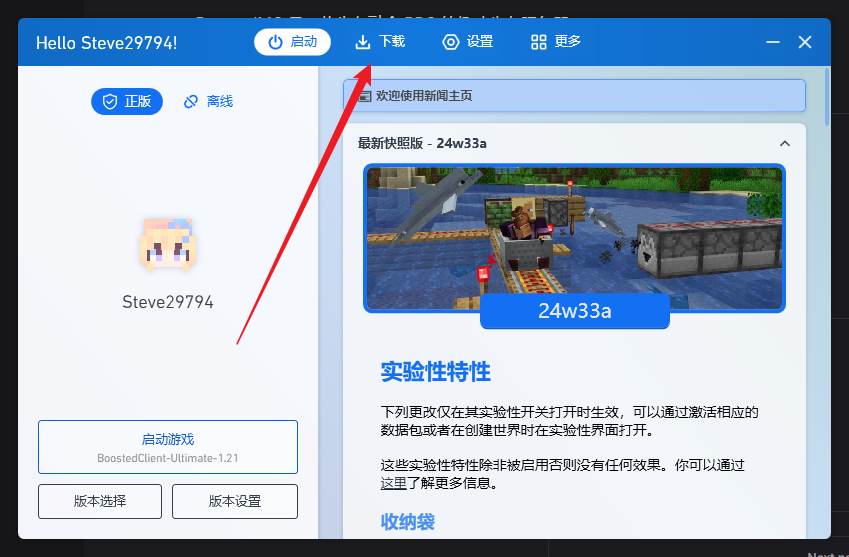 Hello Steve29794!
启动
下载
设置
更多
正版
离线
Steve29794
启动游戏
BoostedClient-Ultimate-1.21
版本选择
版本设置
欢迎使用新闻主页
最新快照版 - 24w33a
24w33a
实验性特性
下列更改仅在其实验性开关打开时生效，可以通过激活相应的
数据包或者在创建世界时在实验性界面打开。
这些实验性特性除非被启用否则没有任何效果。你可以通过
这里了解更多信息。
收纳袋